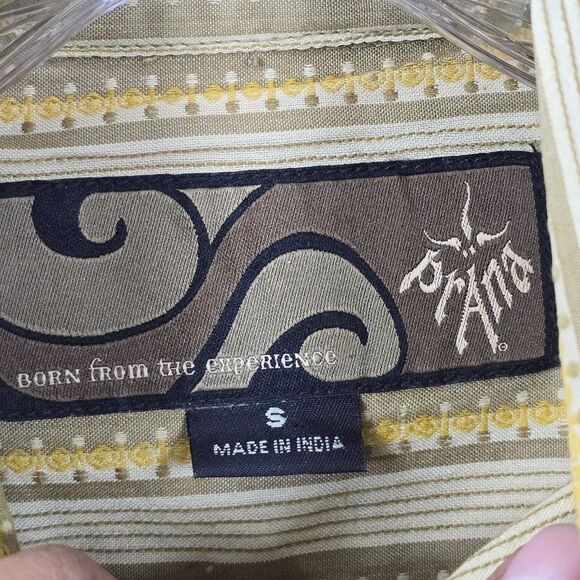 prAna
BORN from the experience
S
MADE IN INDIA